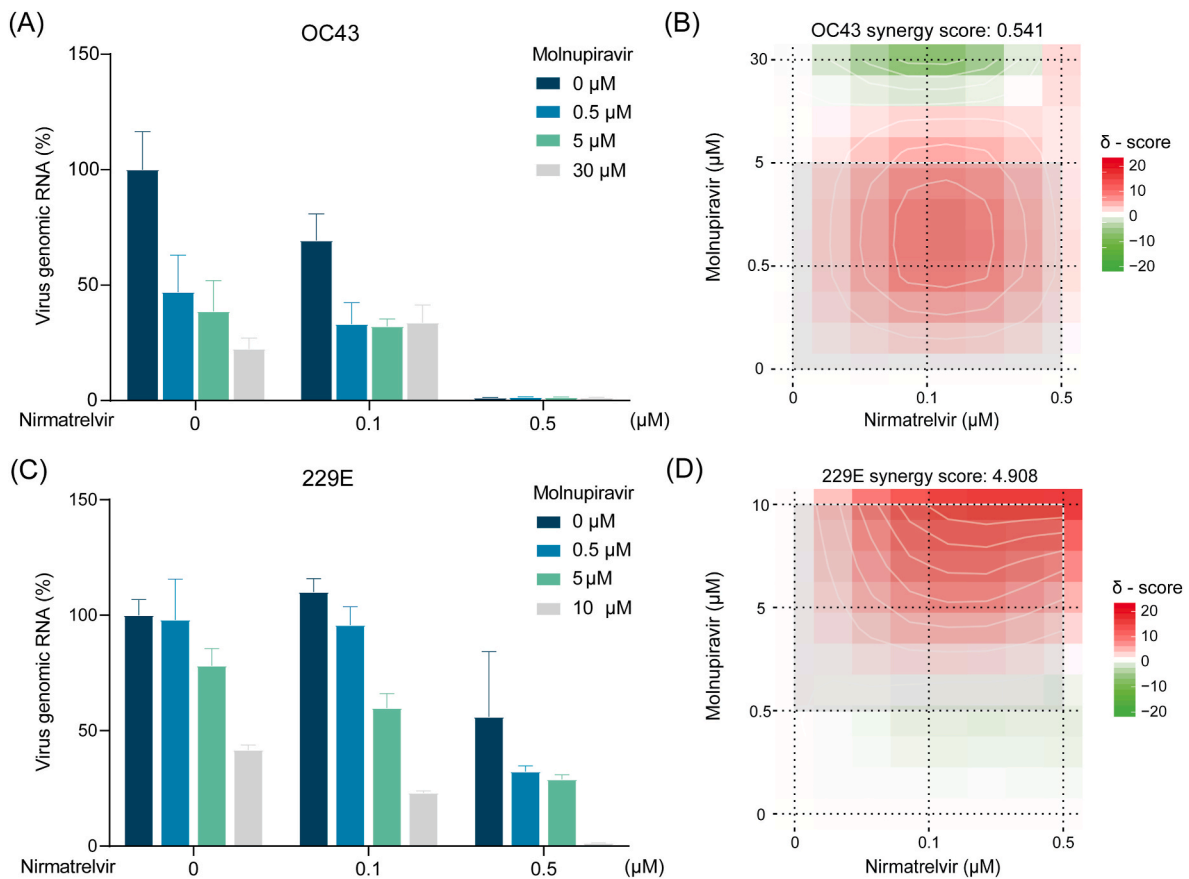 (A)
OC43
Virus genomic RNA (%)
150
100
50
0
Molnupiravir
0 µM
0.5 µM
5 µM
30 µM
Nirmatrelvir
0
0.1
0.5
(µM)
(B)
OC43 synergy score: 0.541
Molnupiravir (µM)
30
5
0.5
0
0
0.1
0.5
Nirmatrelvir (µM)
δ - score
20
10
0
−10
−20
(C)
229E
Virus genomic RNA (%)
150
100
50
0
Molnupiravir
0 µM
0.5 µM
5 µM
10 µM
Nirmatrelvir
0
0.1
0.5
(µM)
(D)
229E synergy score: 4.908
Molnupiravir (µM)
10
5
0.5
0
0
0.1
0.5
Nirmatrelvir (µM)
δ - score
20
10
0
−10
−20